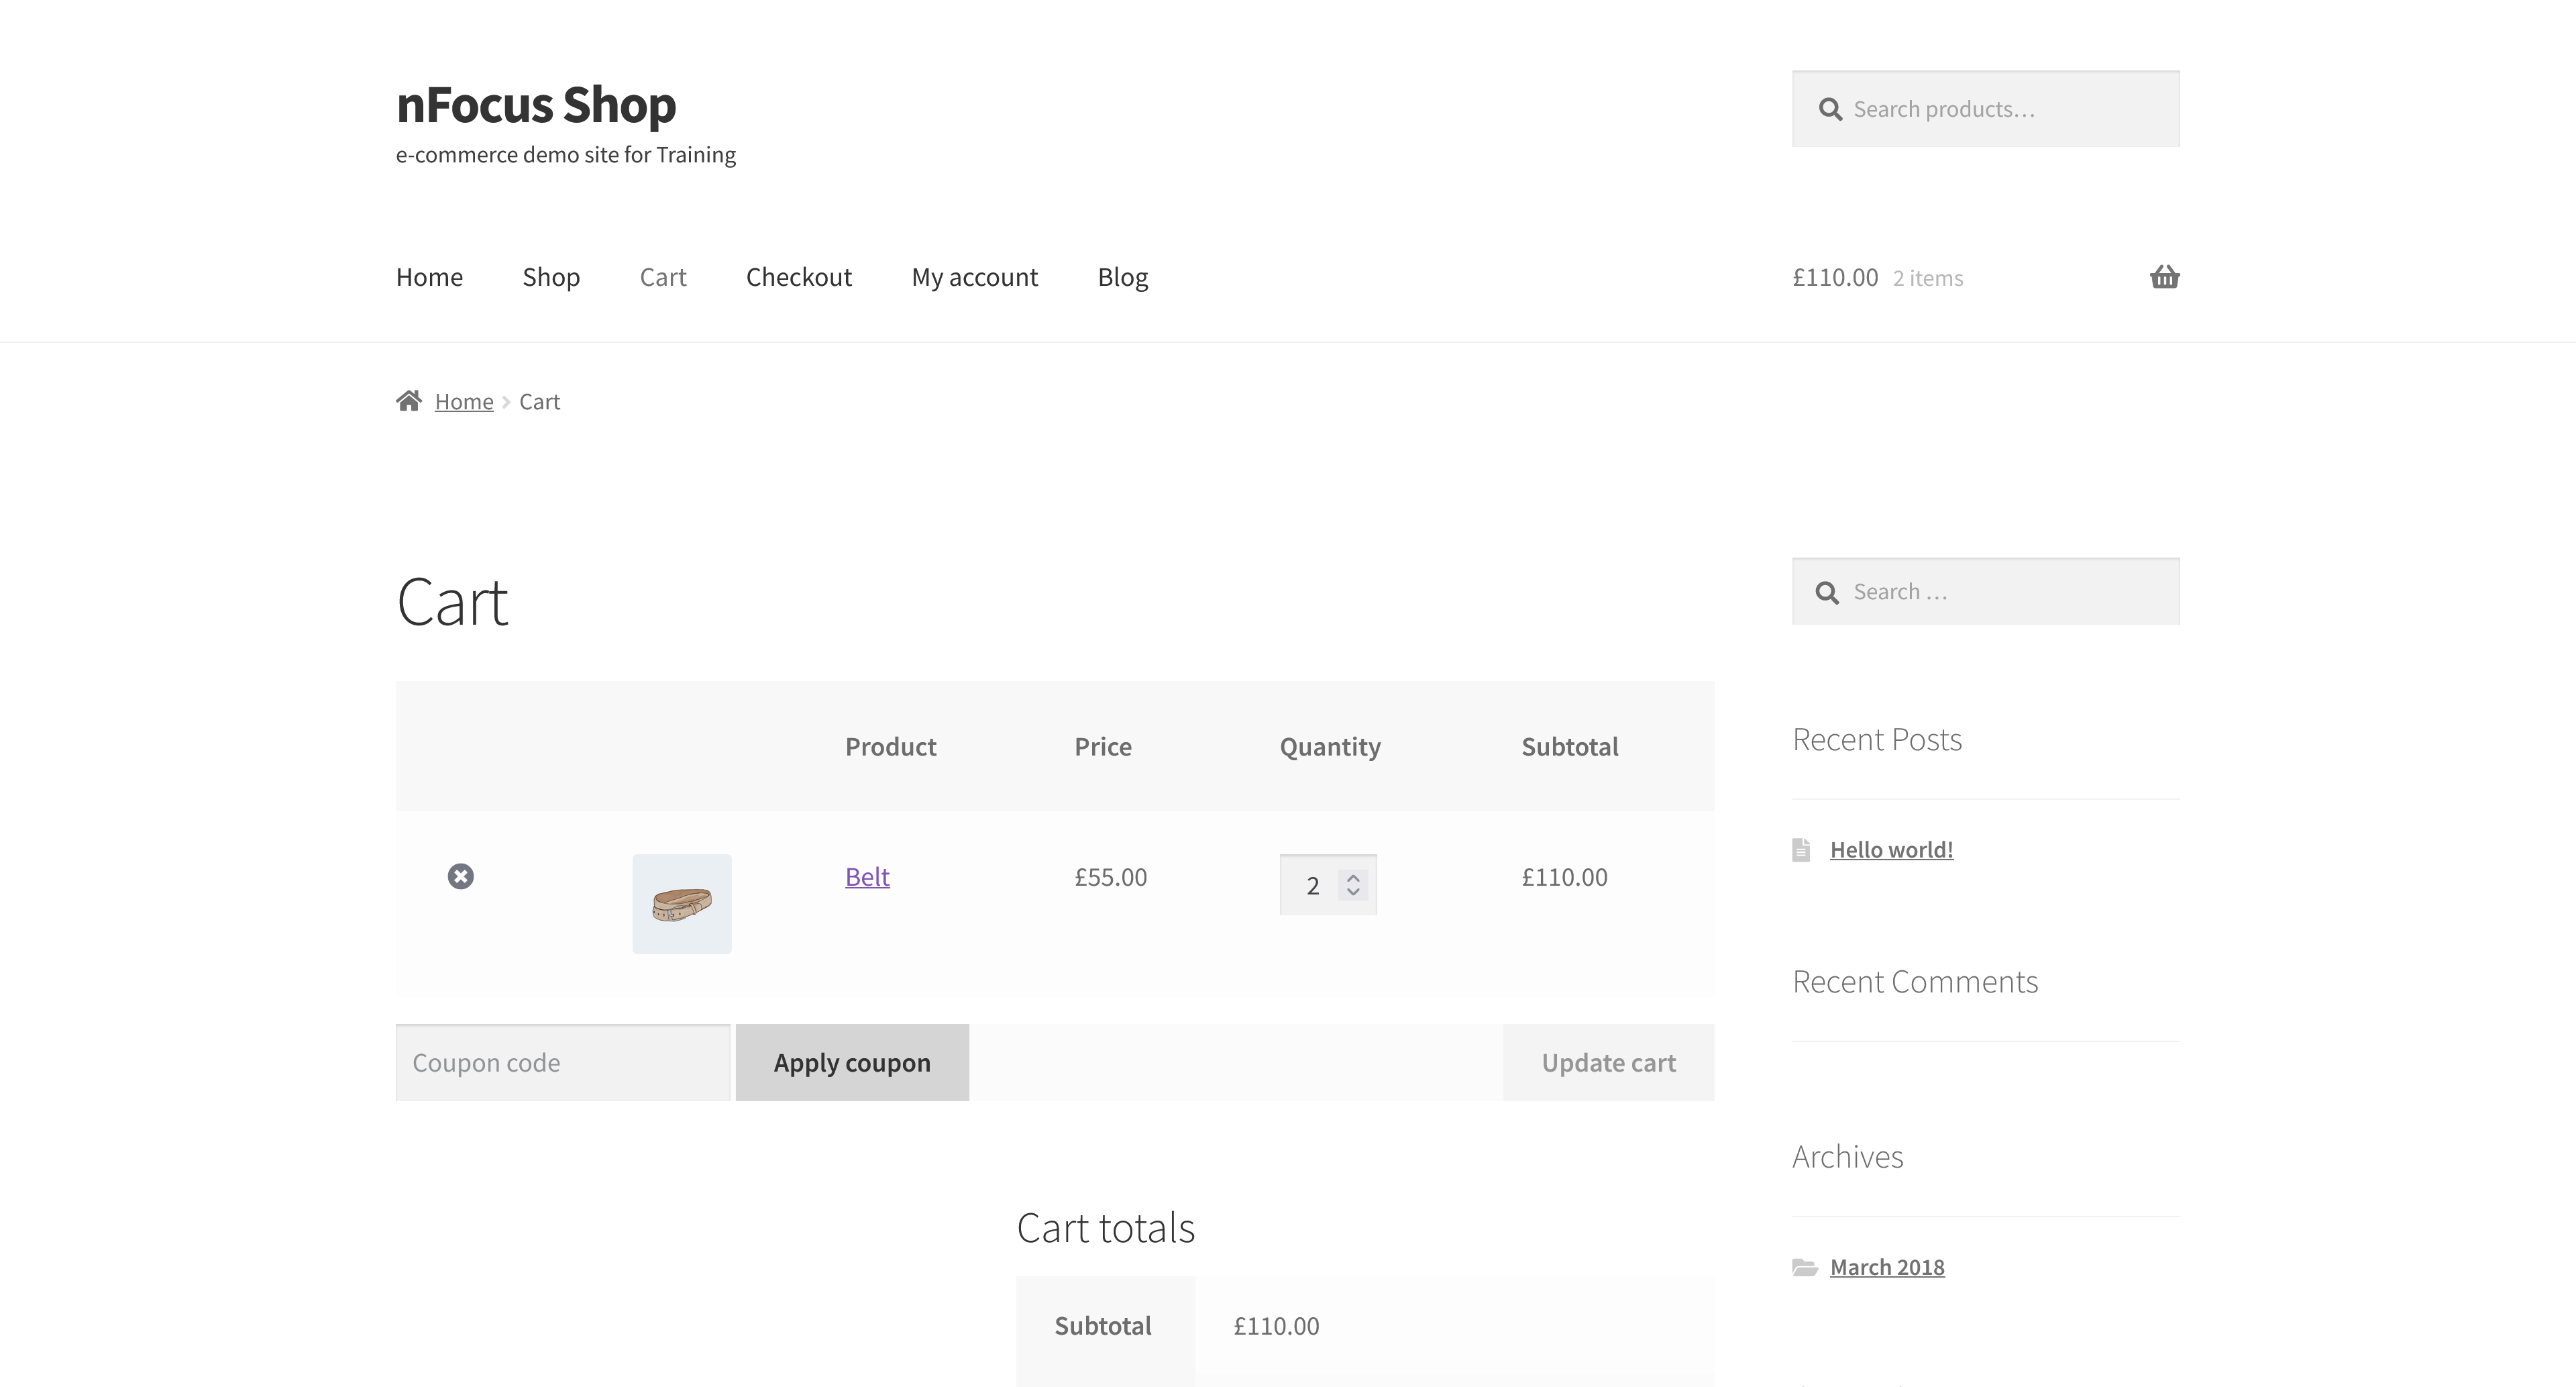 nFocus Shop
e-commerce demo site for Training
Search products…
Home Shop Cart Checkout My account Blog
£110.00 2 items
Home Cart
Cart
Product Price Quantity Subtotal
Belt £55.00 2 £110.00
Coupon code Apply coupon Update cart
Cart totals
Subtotal £110.00
Search …
Recent Posts
Hello world!
Recent Comments
Archives
March 2018